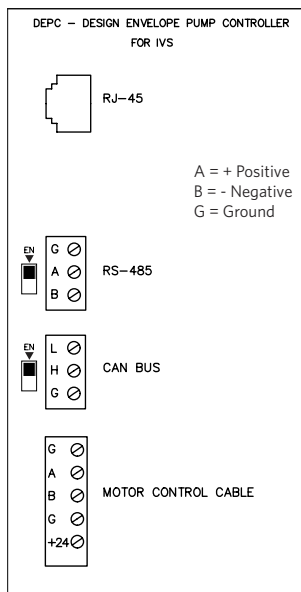 DEPC – DESIGN ENVELOPE PUMP CONTROLLER
FOR IVS
RJ–45
A = + Positive
B = - Negative
G = Ground
EN
G
A
B
RS–485
EN
L
H
G
CAN BUS
G
A
B
G
+24
MOTOR CONTROL CABLE